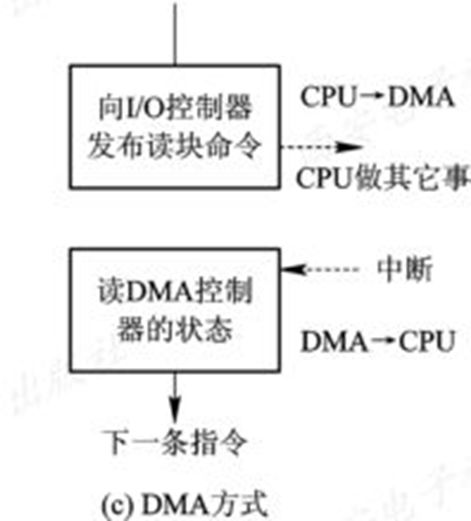 向I/O控制器
发布读块命令
CPU→DMA
CPU做其它事
读DMA控制
器的状态
中断
DMA→CPU
下一条指令
(c) DMA方式